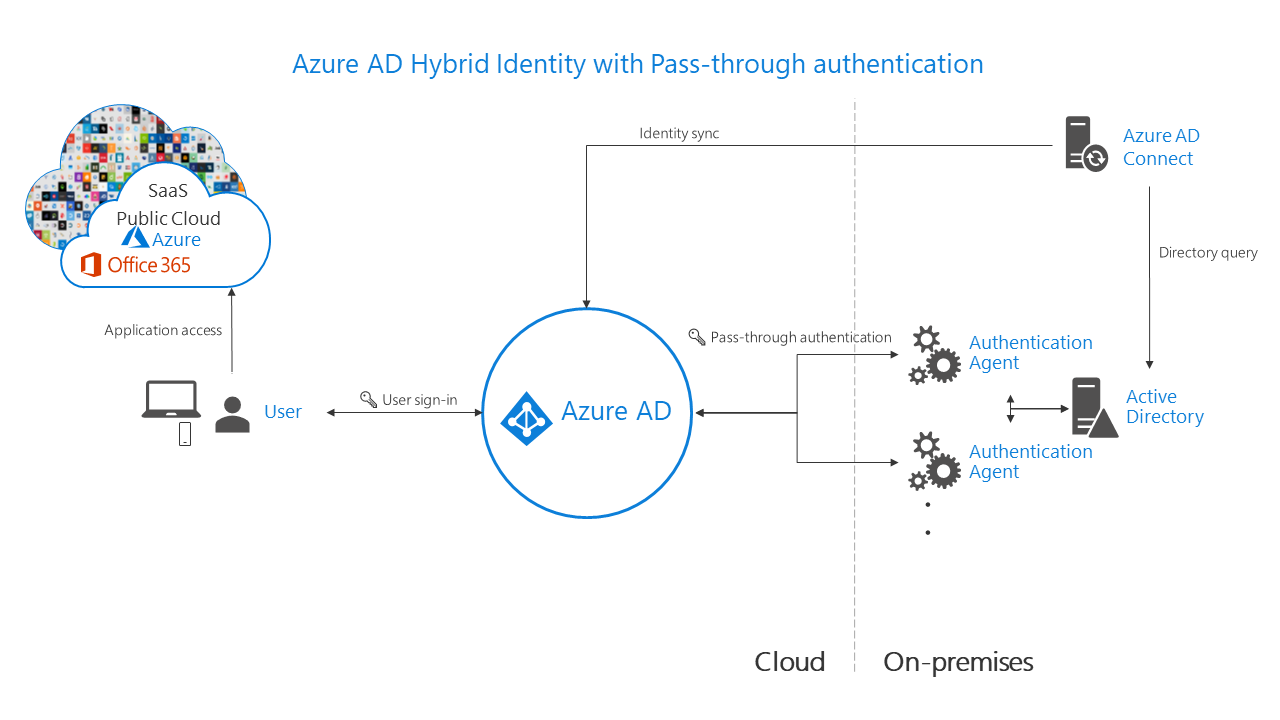 Azure AD Hybrid Identity with Pass-through authentication
Identity sync
Azure AD
Connect
SaaS
Public Cloud
Azure
Office 365
Directory query
Application access
Pass-through authentication
Authentication
Agent
User
User sign-in
Azure AD
Active
Directory
Authentication
Agent
Cloud
On-premises